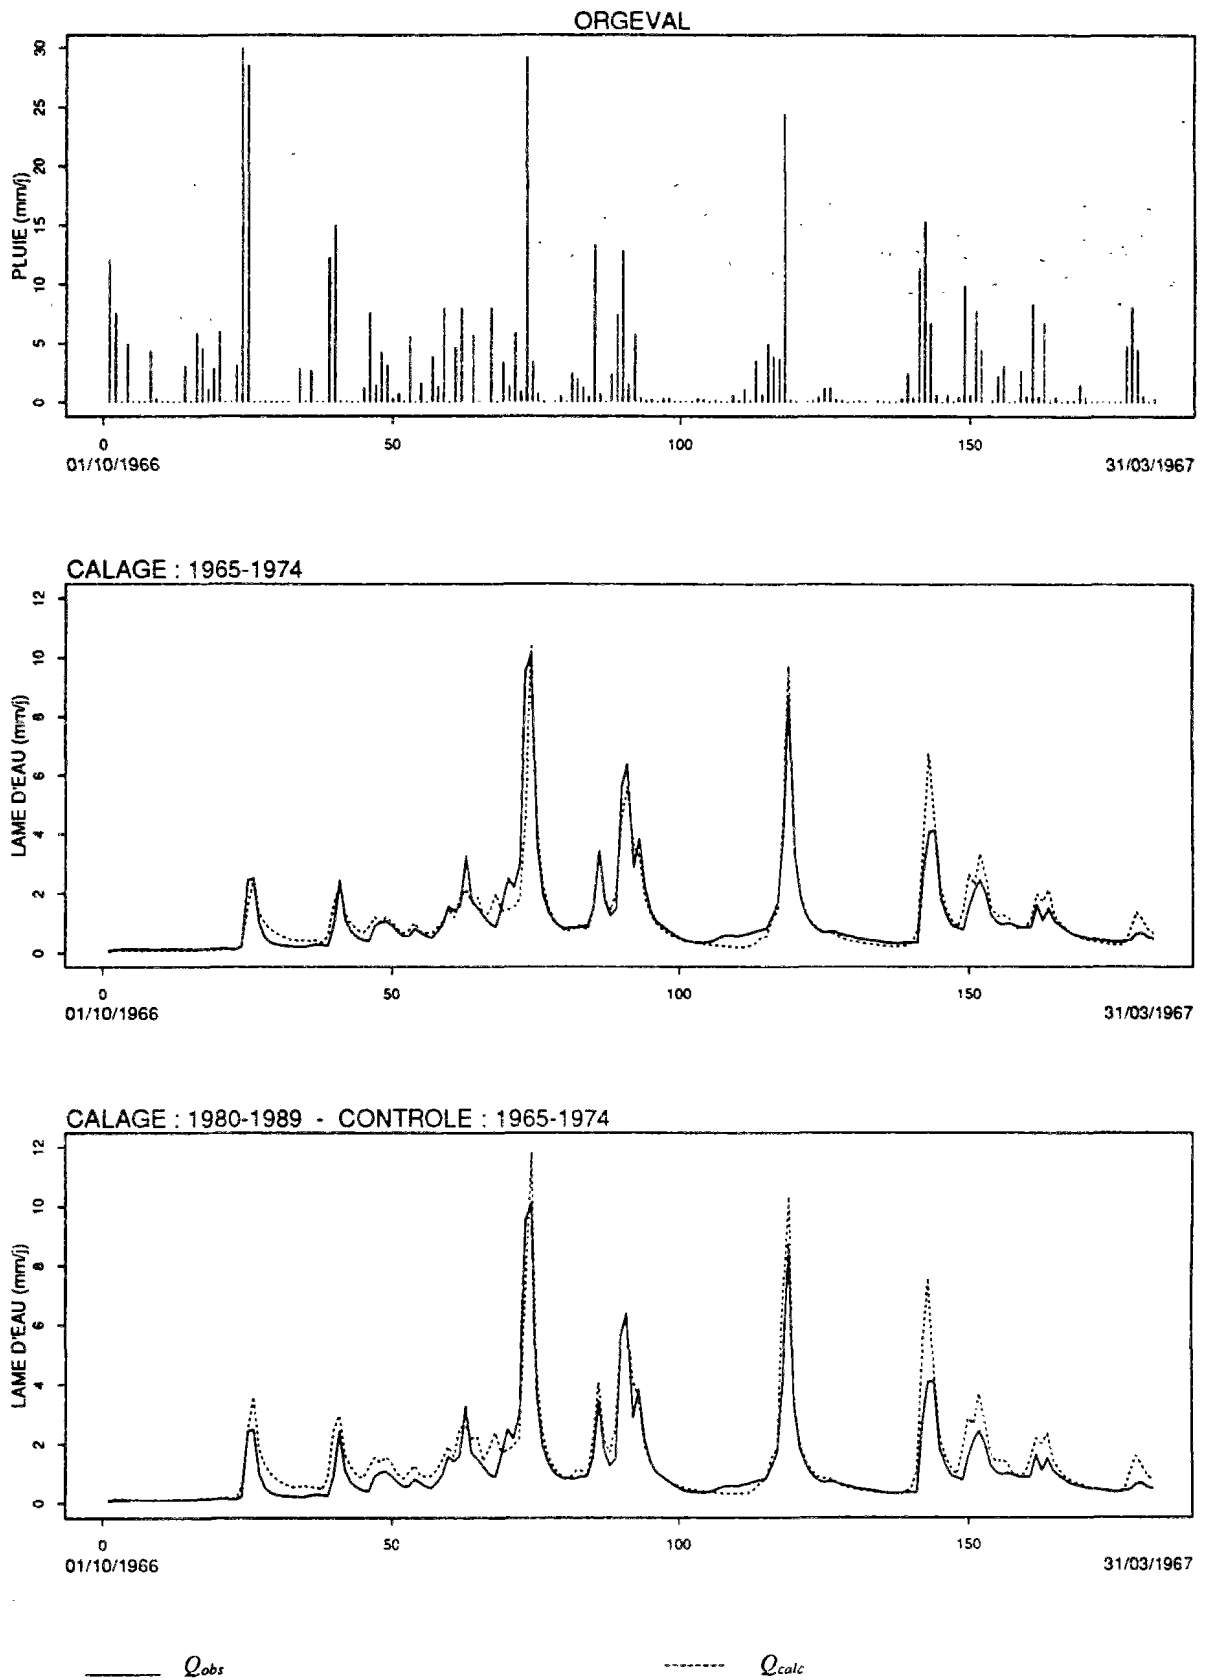 ORGEVAL
PLUIE (mm/j)
30
25
20
15
10
5
0
0 50 100 150
01/10/1966 31/03/1967
CALAGE : 1965-1974
LAME D'EAU (mm/j)
12
10
8
6
4
2
0
0 50 100 150
01/10/1966 31/03/1967
CALAGE : 1980-1989 - CONTROLE : 1965-1974
LAME D'EAU (mm/j)
12
10
8
6
4
2
0
0 50 100 150
01/10/1966 31/03/1967
Qobs Qcalc